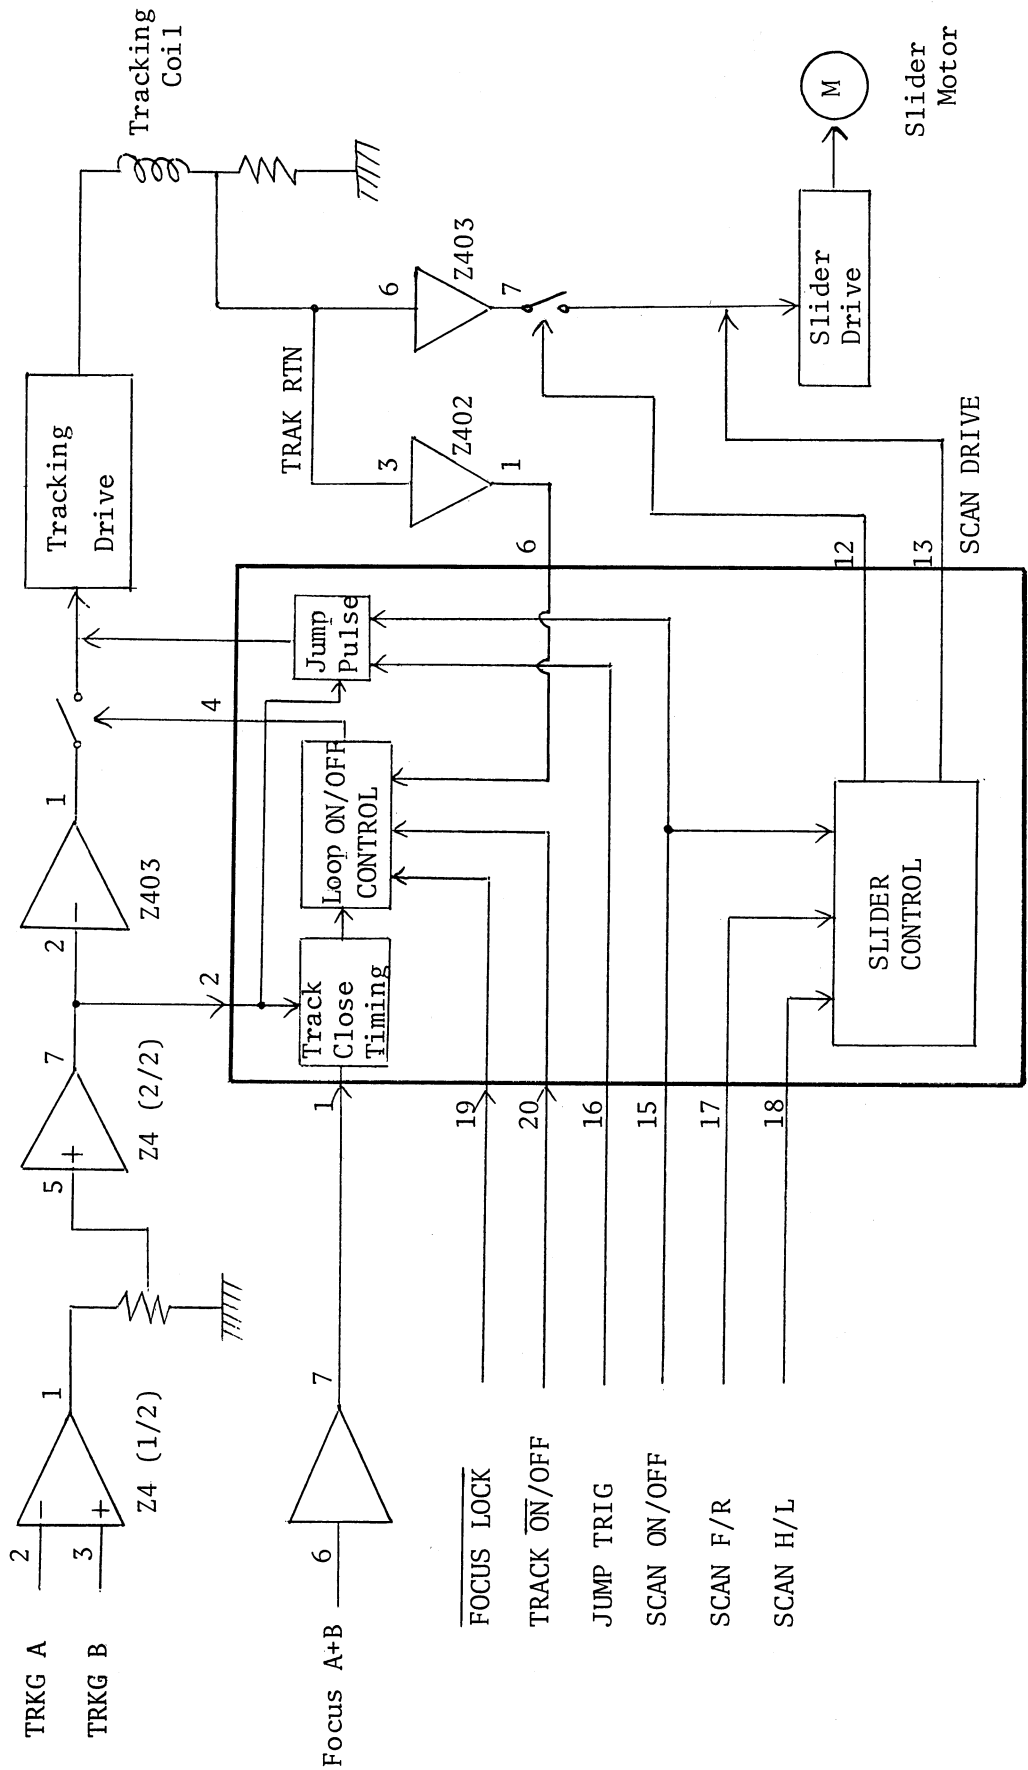 TRKG A
TRKG B
2
3
−
+
Z4 (1/2)
1
5
+
Z4 (2/2)
7
2
−
Z403
1
Tracking
Drive
Tracking
Coil
Focus A+B
6
7
1
2
4
Track
Close
Timing
Loop ON/OFF
CONTROL
Jump
Pulse
TRAK RTN
3
Z402
1
6
6
Z403
7
FOCUS LOCK
19
TRACK ON/OFF
20
JUMP TRIG
16
SCAN ON/OFF
15
SCAN F/R
17
SCAN H/L
18
SLIDER
CONTROL
12
13
SCAN DRIVE
Slider
Drive
M
Slider
Motor